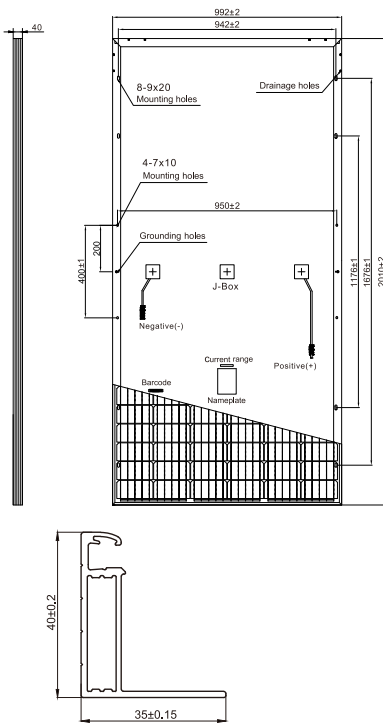 992±2
942±2
40
8-9x20
Mounting holes
Drainage holes
4-7x10
Mounting holes
950±2
Grounding holes
200
400±1
1176±1
1676±1
2010±2
J-Box
Negative(-)
Positive(+)
Current range
Barcode
Nameplate
40±0.2
35±0.15